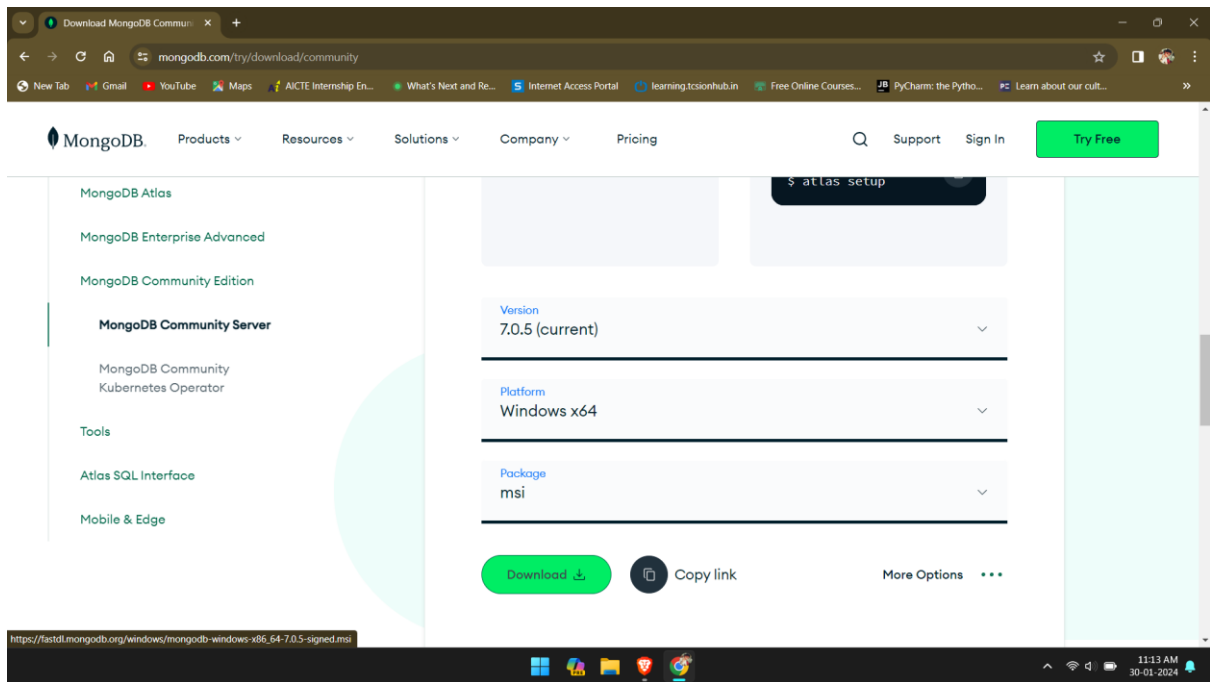 Download MongoDB Commun
mongodb.com/try/download/community
New Tab Gmail YouTube Maps AICTE Internship En... What's Next and Re... Internet Access Portal learning.tcsionhub.in Free Online Courses... PyCharm: the Pytho... Learn about our cult...
MongoDB. Products Resources Solutions Company Pricing Support Sign In Try Free
$ atlas setup
MongoDB Atlas
MongoDB Enterprise Advanced
MongoDB Community Edition
MongoDB Community Server
MongoDB Community
Kubernetes Operator
Tools
Atlas SQL Interface
Mobile & Edge
Version
7.0.5 (current)
Platform
Windows x64
Package
msi
Download Copy link More Options
https://fastdl.mongodb.org/windows/mongodb-windows-x86_64-7.0.5-signed.msi
11:13 AM
30-01-2024